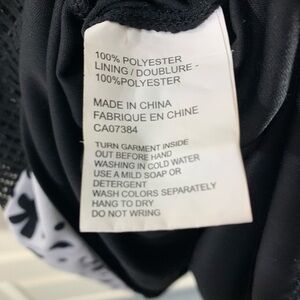 100% POLYESTER
LINING / DOUBLURE -
100%POLYESTER
MADE IN CHINA
FABRIQUE EN CHINE
CA07384
TURN GARMENT INSIDE
OUT BEFORE HAND
WASHING IN COLD WATER
USE A MILD SOAP OR
DETERGENT
WASH COLORS SEPARATELY
HANG TO DRY
DO NOT WRING